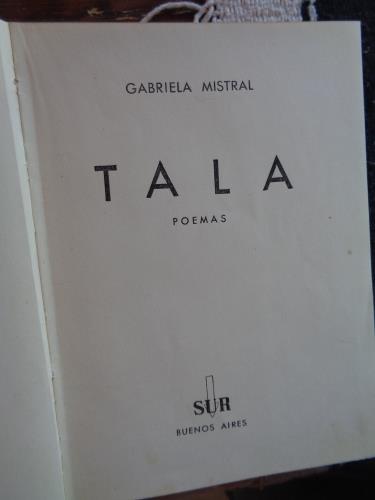 GABRIELA MISTRAL
TALA
POEMAS
SUR
BUENOS AIRES